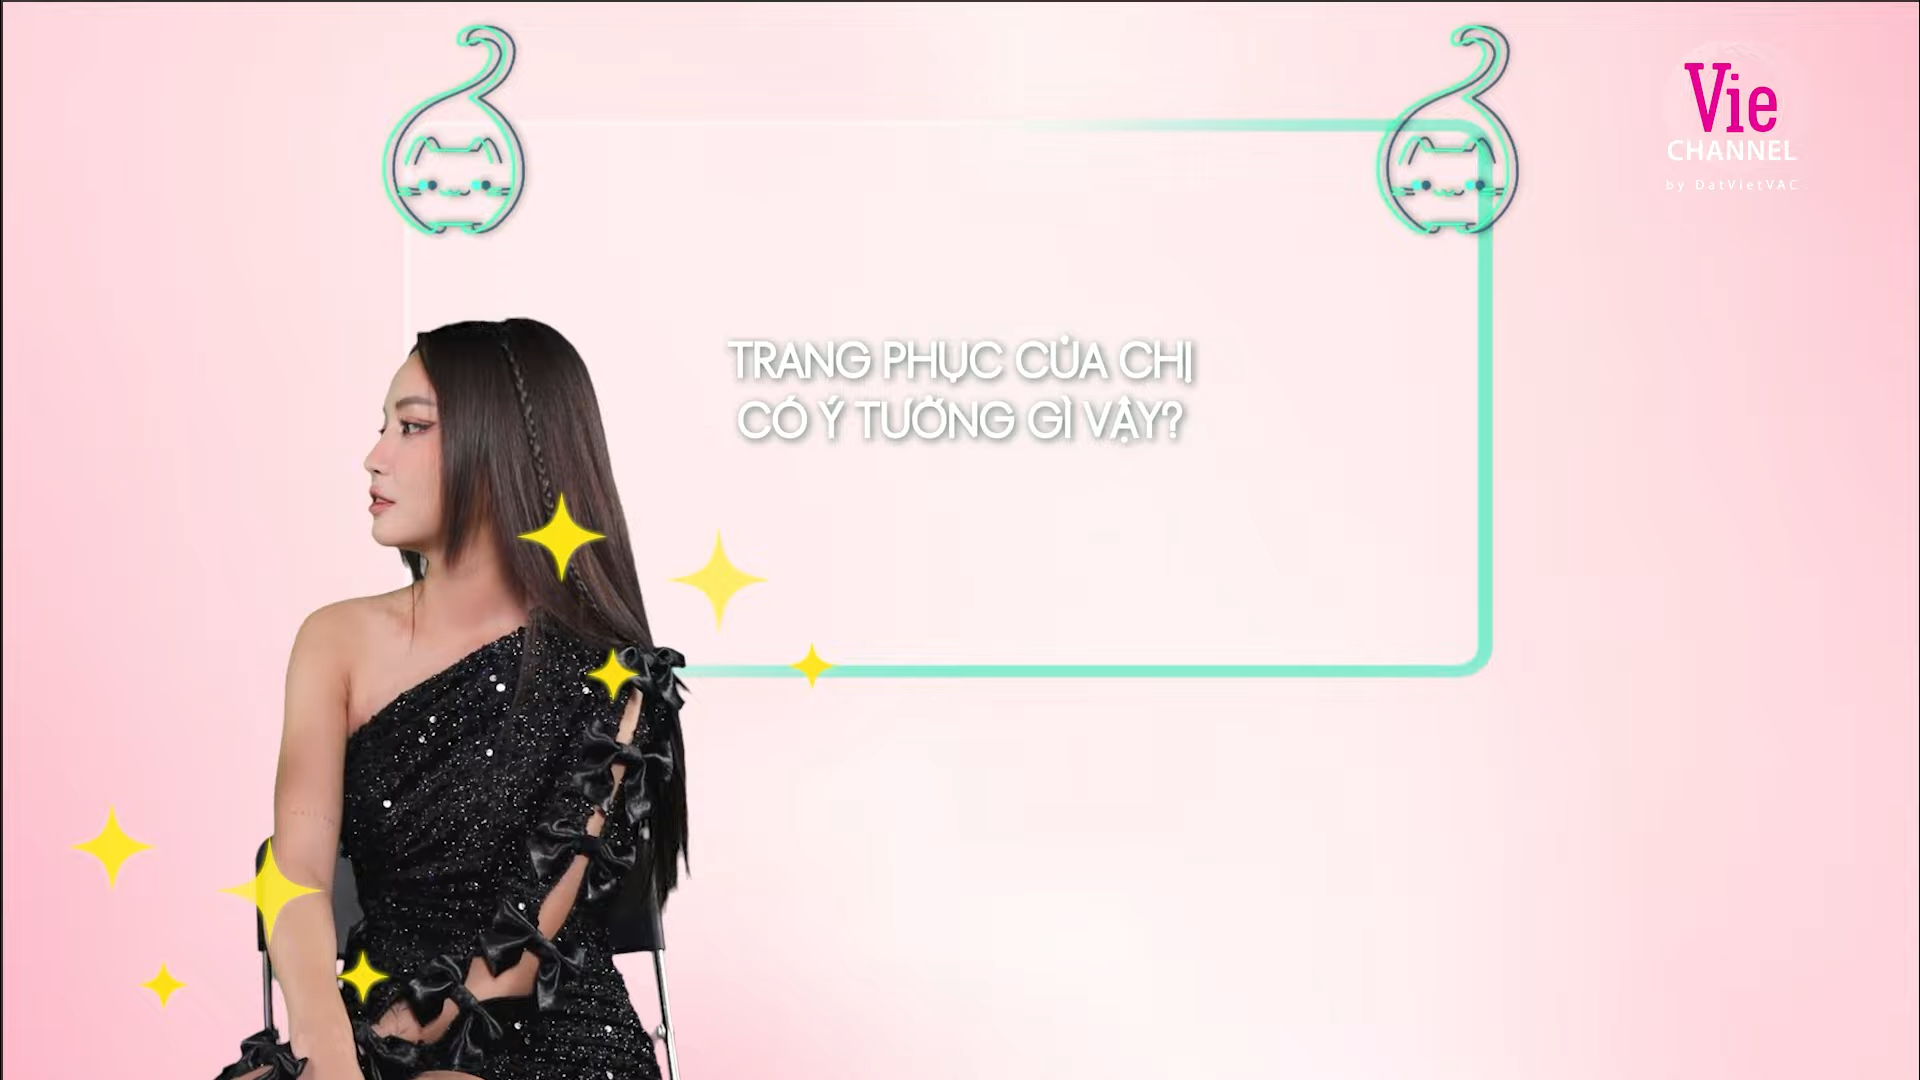 Vie
CHANNEL
by DatVietVAC
TRANG PHỤC CỦA CHỊ
CÓ Ý TƯỞNG GÌ VẬY?